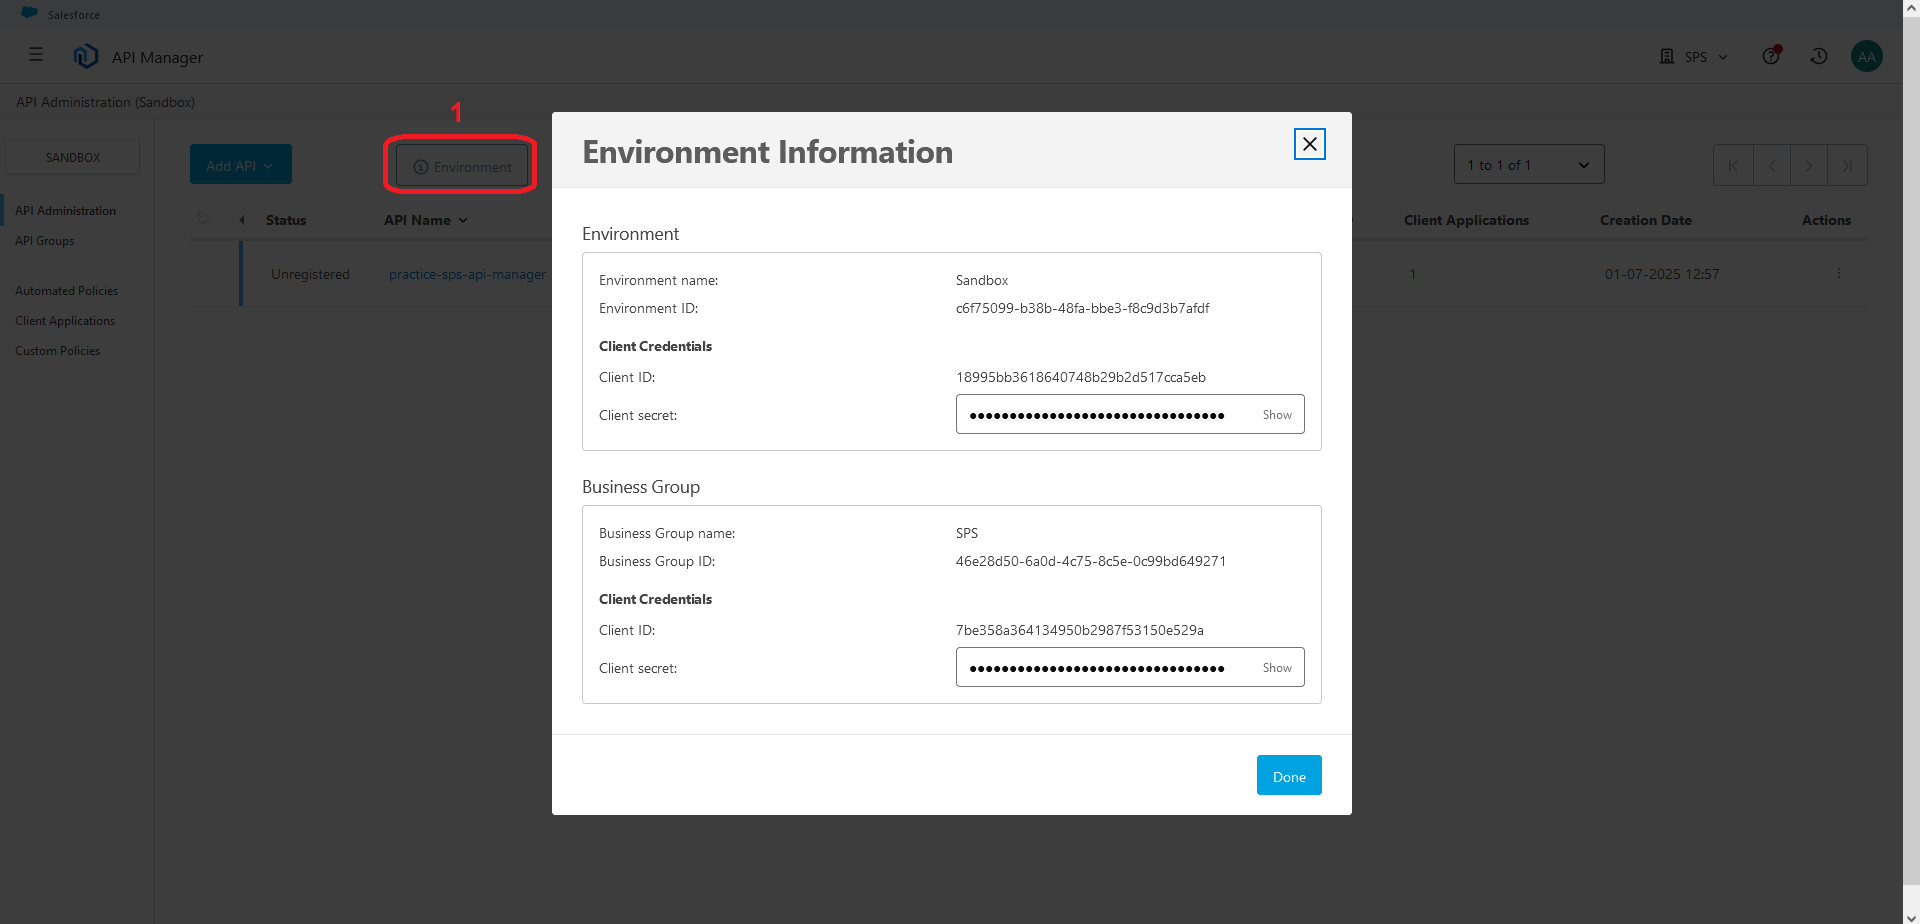 Salesforce
API Manager
SPS
AA
API Administration (Sandbox)
1
SANDBOX
Add API
Environment
1 to 1 of 1
API Administration
API Groups
Automated Policies
Client Applications
Custom Policies
Status
API Name
Client Applications
Creation Date
Actions
Unregistered
practice-sps-api-manager
1
01-07-2025 12:57
Environment Information
Environment
Environment name:
Sandbox
Environment ID:
c6f75099-b38b-48fa-bbe3-f8c9d3b7afdf
Client Credentials
Client ID:
18995bb3618640748b29b2d517cca5eb
Client secret:
••••••••••••••••••••••••••••••••
Show
Business Group
Business Group name:
SPS
Business Group ID:
46e28d50-6a0d-4c75-8c5e-0c99bd649271
Client Credentials
Client ID:
7be358a364134950b2987f53150e529a
Client secret:
••••••••••••••••••••••••••••••••
Show
Done